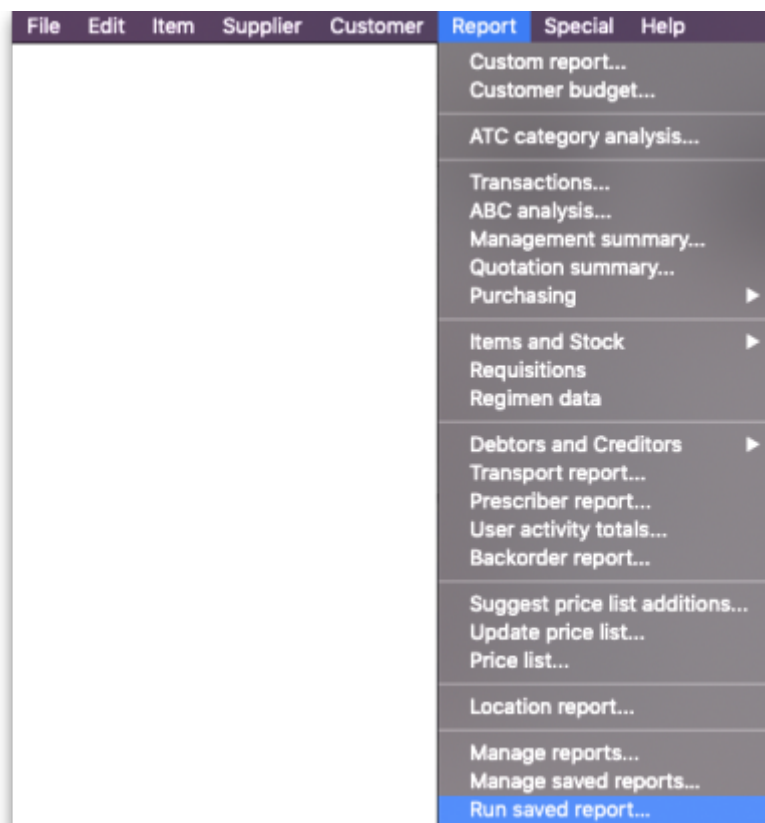 File Edit Item Supplier Customer Report Special Help
Custom report...
Customer budget...
ATC category analysis...
Transactions...
ABC analysis...
Management summary...
Quotation summary...
Purchasing
Items and Stock
Requisitions
Regimen data
Debtors and Creditors
Transport report...
Prescriber report...
User activity totals...
Backorder report...
Suggest price list additions...
Update price list...
Price list...
Location report...
Manage reports...
Manage saved reports...
Run saved report...